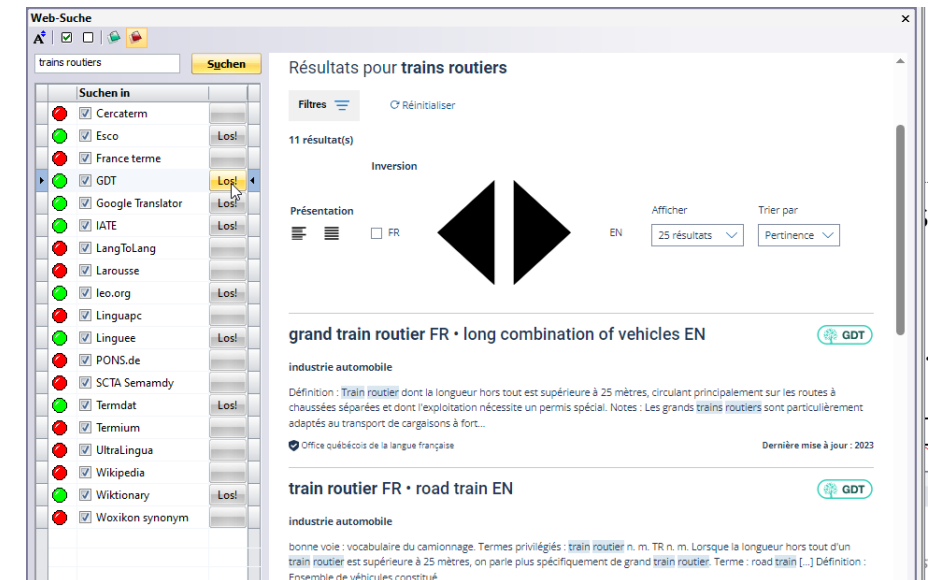 Web-Suche
trains routiers
Suchen
Suchen in
Cercaterm
Esco Los!
France terme
GDT Los!
Google Translator Los!
IATE Los!
LangToLang
Larousse
leo.org Los!
Linguapc
Linguee Los!
PONS.de
SCTA Semamdy
Termdat Los!
Termium
UltraLingua
Wikipedia
Wiktionary Los!
Woxikon synonym
Résultats pour trains routiers
Filtres
Réinitialiser
11 résultat(s)
Inversion
Présentation
FR
EN
Afficher
25 résultats
Trier par
Pertinence
grand train routier FR • long combination of vehicles EN
GDT
industrie automobile
Définition : Train routier dont la longueur hors tout est supérieure à 25 mètres, circulant principalement sur les routes à
chaussées séparées et dont l'exploitation nécessite un permis spécial. Notes : Les grands trains routiers sont particulièrement
adaptés au transport de cargaisons à fort...
Office québécois de la langue française
Dernière mise à jour : 2023
train routier FR • road train EN
GDT
industrie automobile
bonne voie : vocabulaire du camionnage. Termes privilégiés : train routier n. m. TR n. m. Lorsque la longueur hors tout d'un
train routier est supérieure à 25 mètres, on parle plus spécifiquement de grand train routier. Terme : road train [...] Définition :
Ensemble de véhicules constitué